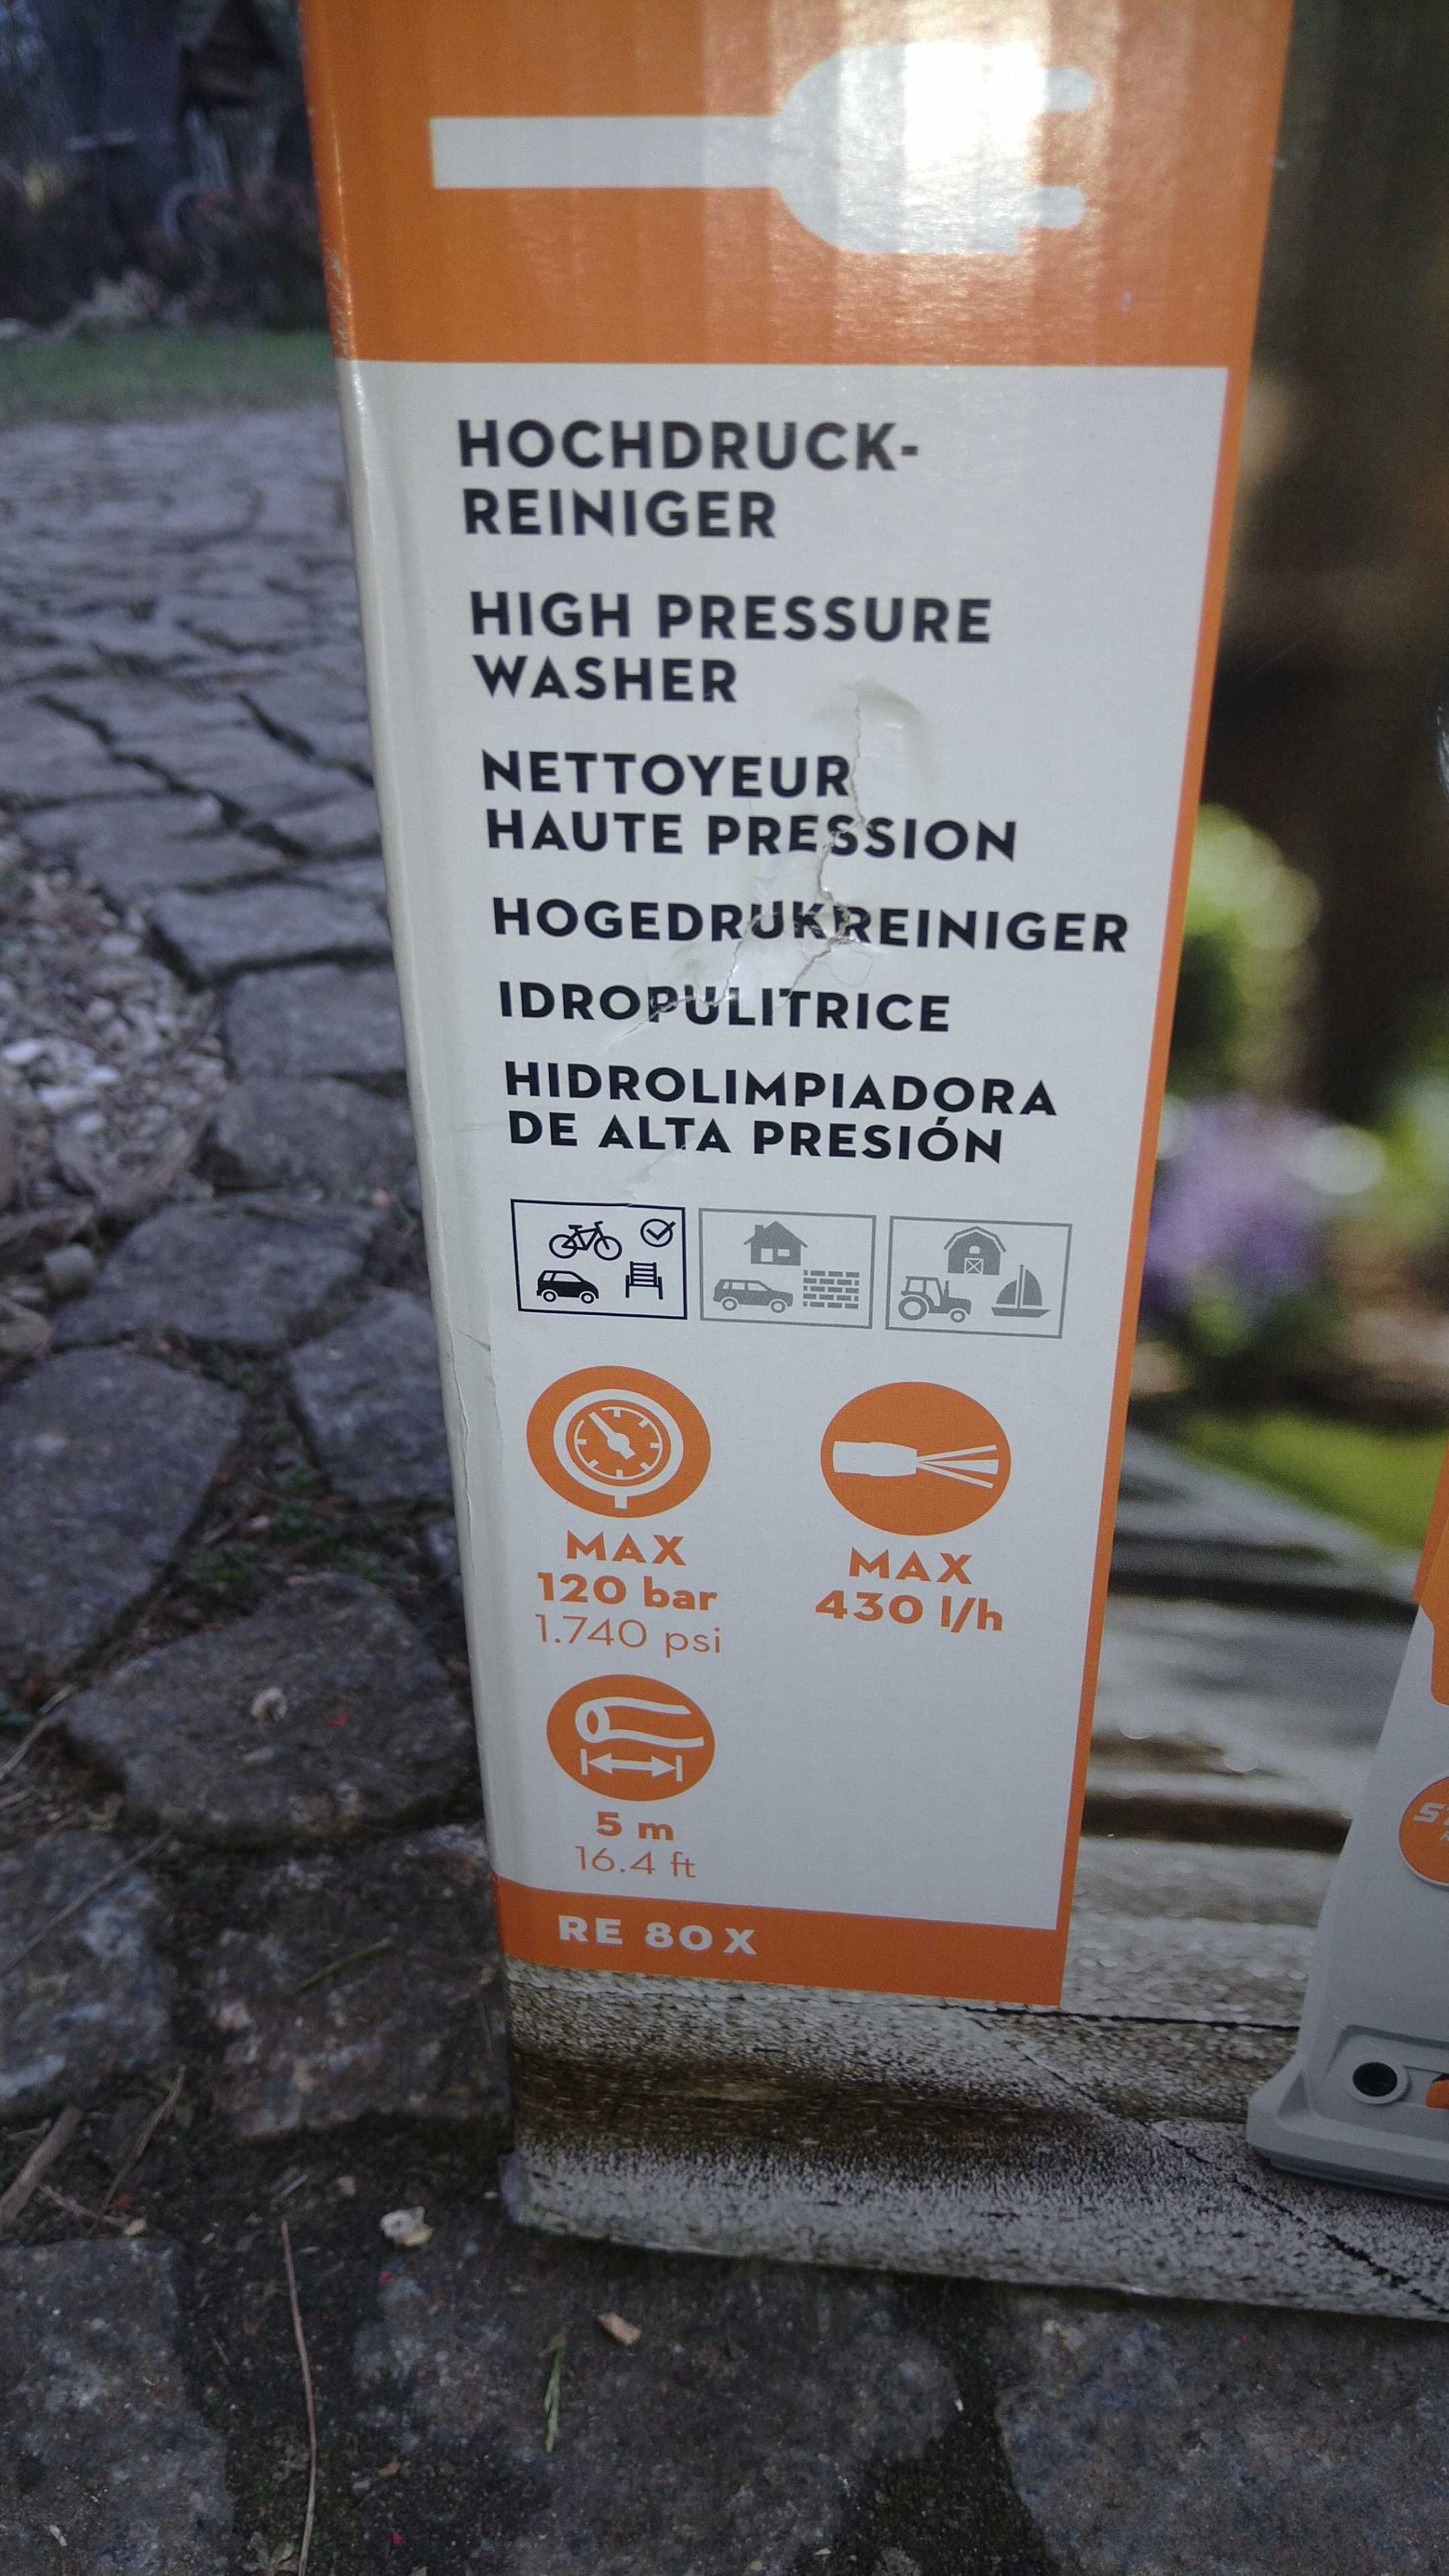 HOCHDRUCK-
REINIGER
HIGH PRESSURE
WASHER
NETTOYEUR
HAUTE PRESSION
HOGEDRUKREINIGER
IDROPULITRICE
HIDROLIMPIADORA
DE ALTA PRESIÓN
MAX
120 bar
1.740 psi
MAX
430 l/h
5 m
16.4 ft
RE 80 X